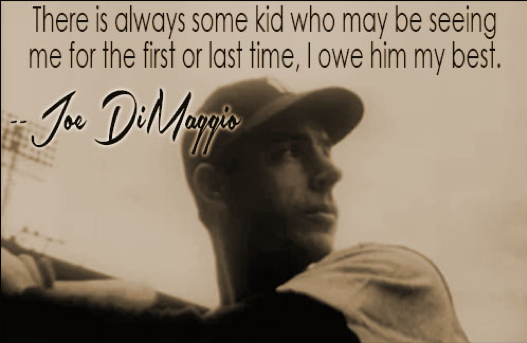 There is always some kid who may be seeing
me for the first or last time, I owe him my best.
--Joe DiMaggio